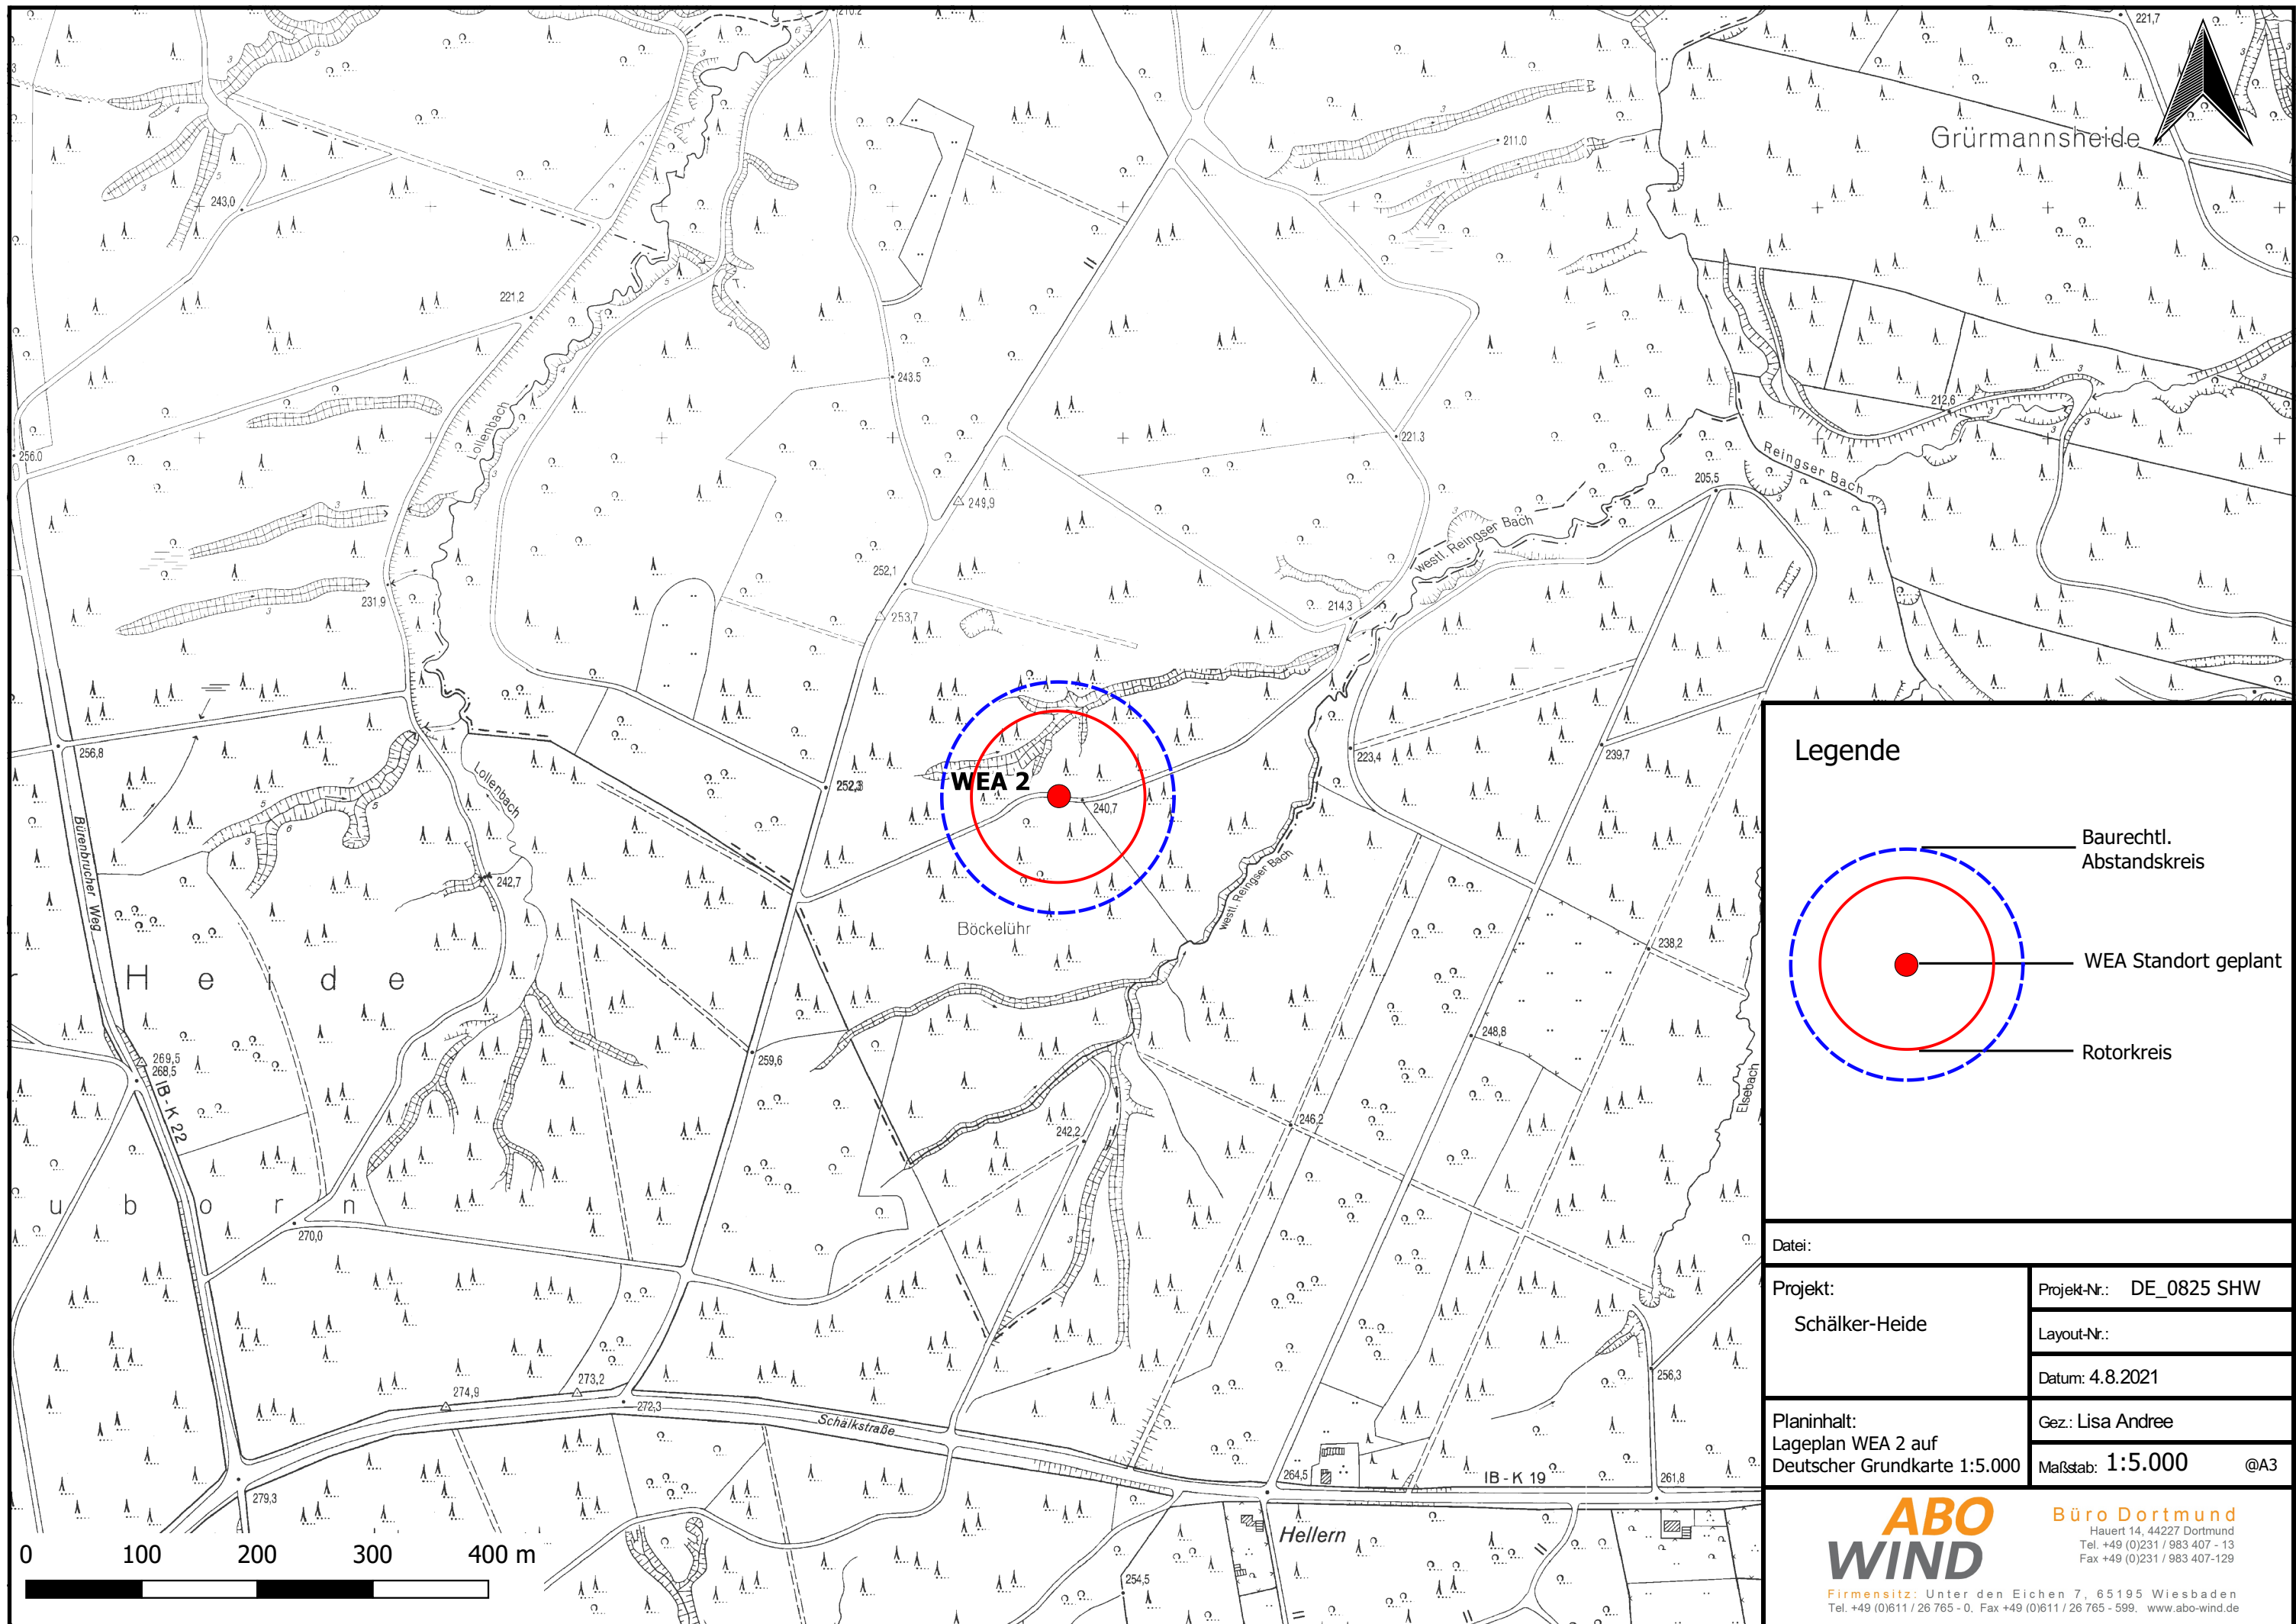 221,7
Grürmannsheide
211.0
243,0
221,2
243.5
Lollenbach
256.0
221.3
212,6
Reingser Bach
205,5
249,9
westl. Reingser Bach
252,1
253,7
231,9
214,3
256,8
Lollenbach
223,4
239,7
WEA 2
240,7
Bürenbrucher Weg
242,7
westl. Reingser Bach
Böckelühr
238,2
r H e i d e
248,8
259,6
269,5
268,5
IB - K 22
Elsebach
246,2
242,2
u b o r n
270,0
256,3
273,2
274,9
272,3
Schälkstraße
264,5
IB - K 19
261,8
279,3
Hellern
254,5
0 100 200 300 400 m
Legende
Baurechtl.
Abstandskreis
WEA Standort geplant
Rotorkreis
Datei:
Projekt:
Schälker-Heide
Projekt-Nr.: DE_0825 SHW
Layout-Nr.:
Datum: 4.8.2021
Planinhalt:
Lageplan WEA 2 auf
Deutscher Grundkarte 1:5.000
Gez.: Lisa Andree
Maßstab: 1:5.000 @A3
ABO
WIND
Büro Dortmund
Hauert 14, 44227 Dortmund
Tel. +49 (0)231 / 983 407 - 13
Fax +49 (0)231 / 983 407-129
Firmensitz: Unter den Eichen 7, 65195 Wiesbaden
Tel. +49 (0)611 / 26 765 - 0, Fax +49 (0)611 / 26 765 - 599, www.abo-wind.de